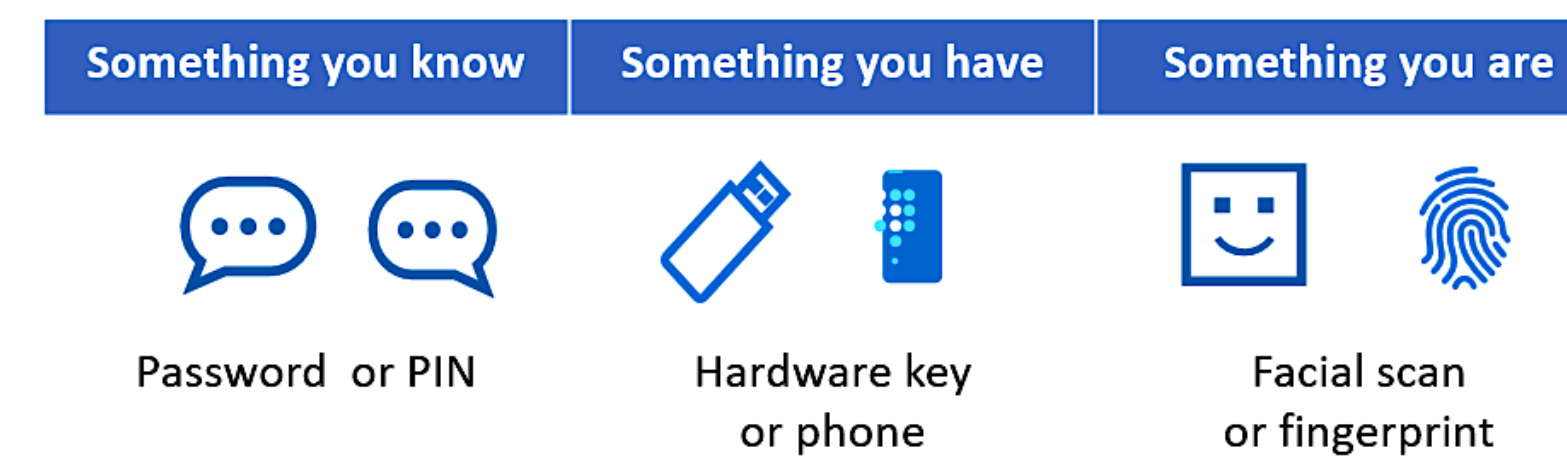 Something you know
Something you have
Something you are
Password or PIN
Hardware key
or phone
Facial scan
or fingerprint